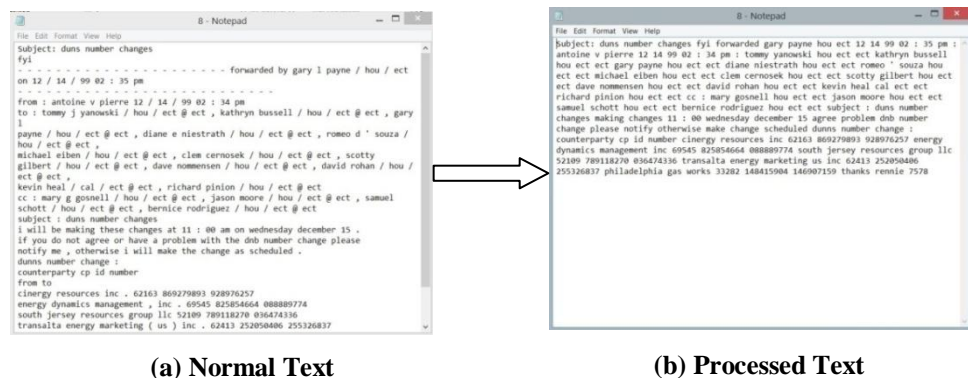 8 - Notepad
File Edit Format View Help
Subject: duns number changes
fyi
- - - - - - - - - - - - - - - - - - - - - - - forwarded by gary l payne / hou / ect
on 12 / 14 / 99 02 : 35 pm
- - - - - - - - - - - - - - - - - - - - - - - - - - - -
from : antoine v pierre 12 / 14 / 99 02 : 34 pm
to : tommy j yanowski / hou / ect @ ect , kathryn bussell / hou / ect @ ect , gary
l
payne / hou / ect @ ect , diane e niestrath / hou / ect @ ect , romeo d ' souza /
hou / ect @ ect ,
michael eiben / hou / ect @ ect , clem cernosek / hou / ect @ ect , scotty
gilbert / hou / ect @ ect , dave nommensen / hou / ect @ ect , david rohan / hou /
ect @ ect ,
kevin heal / cal / ect @ ect , richard pinion / hou / ect @ ect
cc : mary g gosnell / hou / ect @ ect , jason moore / hou / ect @ ect , samuel
schott / hou / ect @ ect , bernice rodriguez / hou / ect @ ect
subject : duns number changes
i will be making these changes at 11 : 00 am on wednesday december 15 .
if you do not agree or have a problem with the dnb number change please
notify me , otherwise i will make the change as scheduled .
dunns number change :
counterparty cp id number
from to
cinergy resources inc . 62163 869279893 928976257
energy dynamics management , inc . 69545 825854664 088889774
south jersey resources group llc 52109 789118270 036474336
transalta energy marketing ( us ) inc . 62413 252050406 255326837
(a) Normal Text
8 - Notepad
File Edit Format View Help
Subject: duns number changes fyi forwarded gary payne hou ect 12 14 99 02 : 35 pm :
antoine v pierre 12 14 99 02 : 34 pm : tommy yanowski hou ect ect kathryn bussell
hou ect ect gary payne hou ect ect diane niestrath hou ect ect romeo ' souza hou
ect ect michael eiben hou ect ect clem cernosek hou ect ect scotty gilbert hou ect
ect dave nommensen hou ect ect david rohan hou ect ect kevin heal cal ect ect
richard pinion hou ect ect cc : mary gosnell hou ect ect jason moore hou ect ect
samuel schott hou ect ect bernice rodriguez hou ect ect subject : duns number
changes making changes 11 : 00 wednesday december 15 agree problem dnb number
change please notify otherwise make change scheduled dunns number change :
counterparty cp id number cinergy resources inc 62163 869279893 928976257 energy
dynamics management inc 69545 825854664 088889774 south jersey resources group llc
52109 789118270 036474336 transalta energy marketing us inc 62413 252050406
255326837 philadelphia gas works 33282 148415904 146907159 thanks rennie 7578
(b) Processed Text